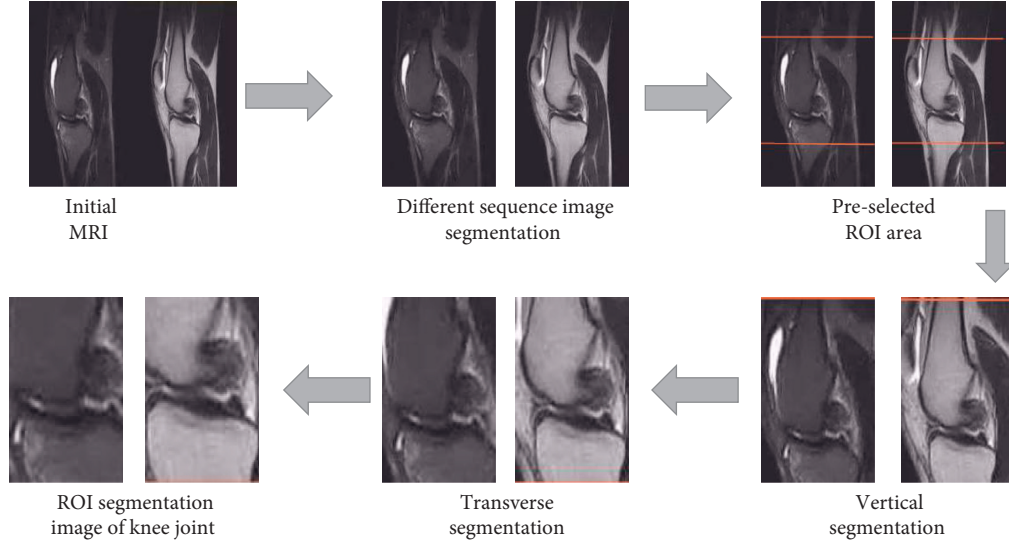 Initial
MRI
Different sequence image
segmentation
Pre-selected
ROI area
ROI segmentation
image of knee joint
Transverse
segmentation
Vertical
segmentation